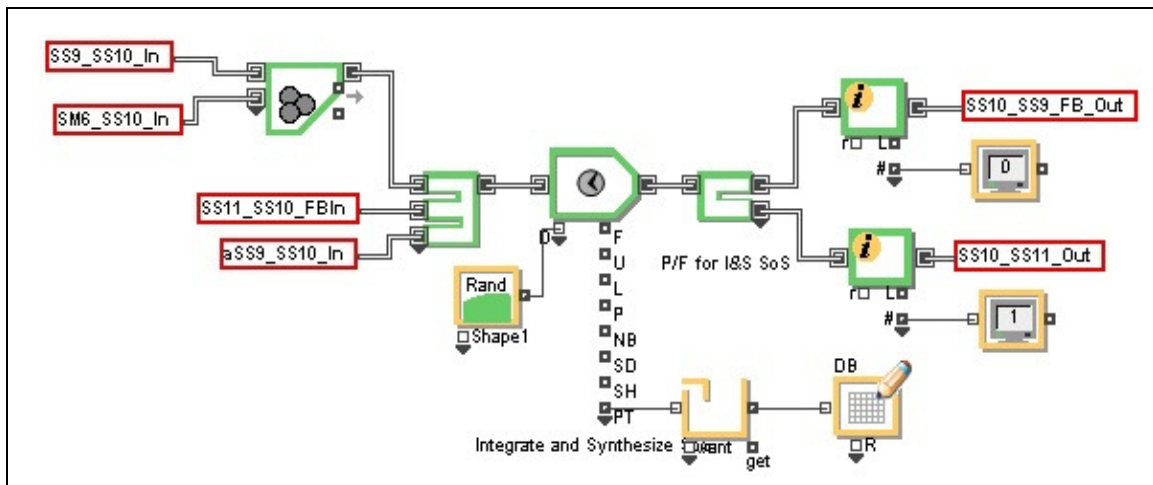 SS9_SS10_In
SM6_SS10_In
SS11_SS10_FBIn
aSS9_SS10_In
Rand
Shape1
D
F
U
L
P
NB
SD
SH
PT
Integrate and Synthesize
get
P/F for I&S SoS
i
r
L
#
SS10_SS9_FB_Out
0
i
r
L
#
SS10_SS11_Out
1
DB
R